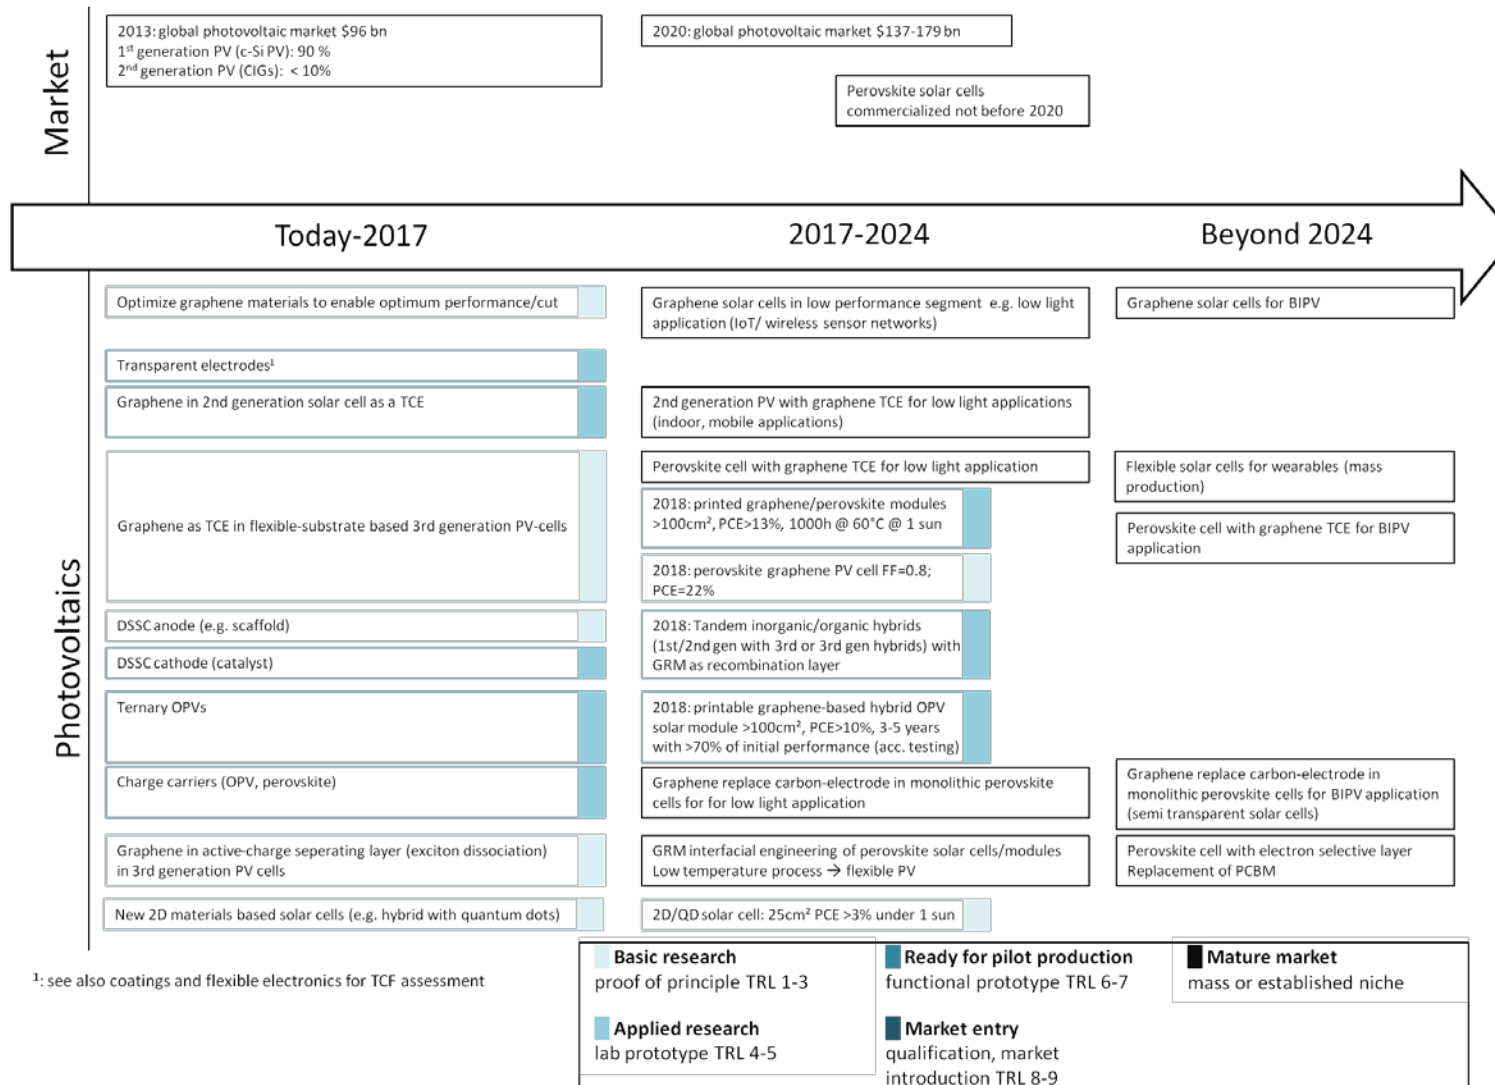 Market
2013: global photovoltaic market $96 bn
1st generation PV (c-Si PV): 90 %
2nd generation PV (CIGs): < 10%
2020: global photovoltaic market $137-179 bn
Perovskite solar cells
commercialized not before 2020
Today-2017
2017-2024
Beyond 2024
Photovoltaics
Optimize graphene materials to enable optimum performance/cut
Graphene solar cells in low performance segment e.g. low light
application (IoT/ wireless sensor networks)
Graphene solar cells for BIPV
Transparent electrodes¹
Graphene in 2nd generation solar cell as a TCE
2nd generation PV with graphene TCE for low light applications
(indoor, mobile applications)
Graphene as TCE in flexible-substrate based 3rd generation PV-cells
Perovskite cell with graphene TCE for low light application
2018: printed graphene/perovskite modules
>100cm², PCE>13%, 1000h @ 60°C @ 1 sun
2018: perovskite graphene PV cell FF=0.8;
PCE=22%
Flexible solar cells for wearables (mass
production)
Perovskite cell with graphene TCE for BIPV
application
DSSC anode (e.g. scaffold)
DSSC cathode (catalyst)
2018: Tandem inorganic/organic hybrids
(1st/2nd gen with 3rd or 3rd gen hybrids) with
GRM as recombination layer
Ternary OPVs
2018: printable graphene-based hybrid OPV
solar module >100cm², PCE>10%, 3-5 years
with >70% of initial performance (acc. testing)
Charge carriers (OPV, perovskite)
Graphene replace carbon-electrode in monolithic perovskite
cells for for low light application
Graphene replace carbon-electrode in
monolithic perovskite cells for BIPV application
(semi transparent solar cells)
Graphene in active-charge seperating layer (exciton dissociation)
in 3rd generation PV cells
GRM interfacial engineering of perovskite solar cells/modules
Low temperature process → flexible PV
Perovskite cell with electron selective layer
Replacement of PCBM
New 2D materials based solar cells (e.g. hybrid with quantum dots)
2D/QD solar cell: 25cm² PCE >3% under 1 sun
¹: see also coatings and flexible electronics for TCF assessment
Basic research
proof of principle TRL 1-3
Applied research
lab prototype TRL 4-5
Ready for pilot production
functional prototype TRL 6-7
Market entry
qualification, market
introduction TRL 8-9
Mature market
mass or established niche